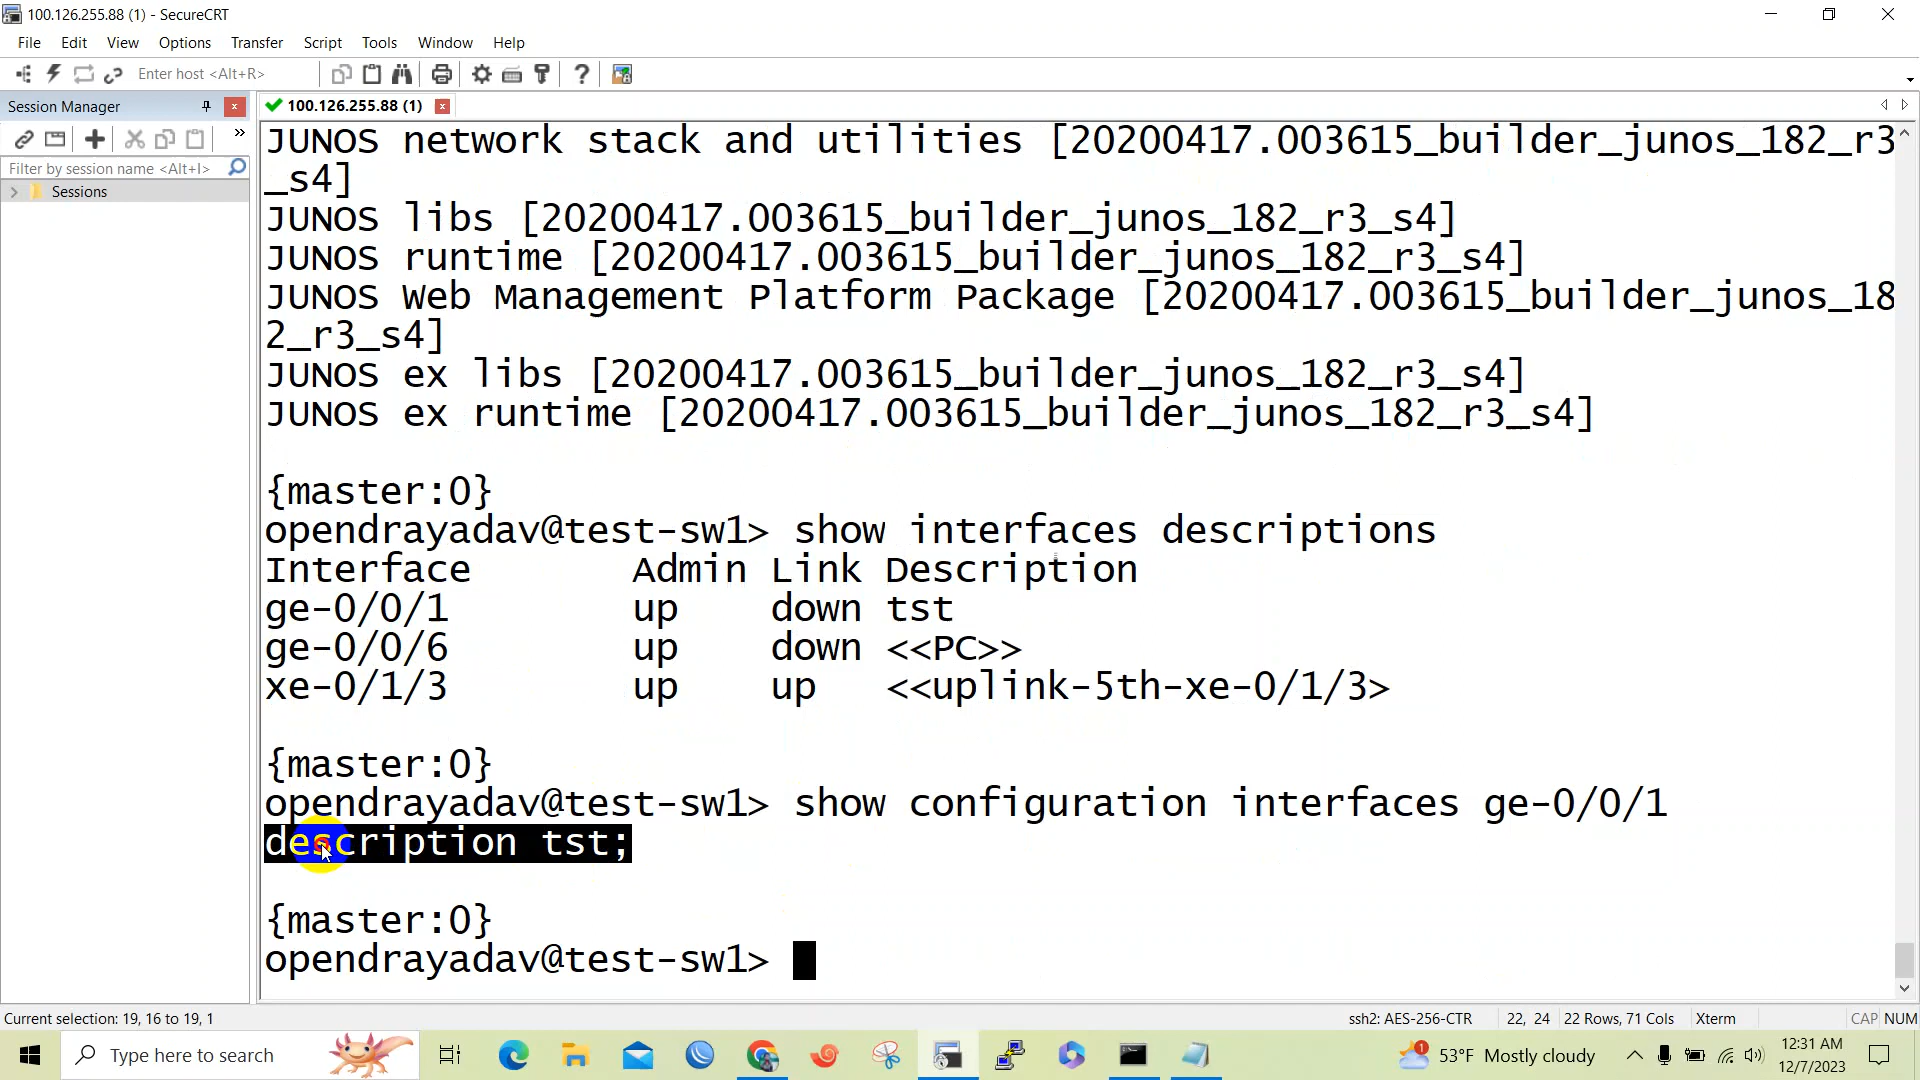 100.126.255.88 (1) - SecureCRT
File Edit View Options Transfer Script Tools Window Help
Enter host <Alt+R>
Session Manager
100.126.255.88 (1)
Filter by session name <Alt+I>
Sessions
JUNOS network stack and utilities [20200417.003615_builder_junos_182_r3
_s4]
JUNOS libs [20200417.003615_builder_junos_182_r3_s4]
JUNOS runtime [20200417.003615_builder_junos_182_r3_s4]
JUNOS Web Management Platform Package [20200417.003615_builder_junos_18
2_r3_s4]
JUNOS ex libs [20200417.003615_builder_junos_182_r3_s4]
JUNOS ex runtime [20200417.003615_builder_junos_182_r3_s4]
{master:0}
opendrayadav@test-sw1> show interfaces descriptions
Interface Admin Link Description
ge-0/0/1 up down tst
ge-0/0/6 up down <<PC>>
xe-0/1/3 up up <<uplink-5th-xe-0/1/3>
{master:0}
opendrayadav@test-sw1> show configuration interfaces ge-0/0/1
description tst;
{master:0}
opendrayadav@test-sw1>
Current selection: 19, 16 to 19, 1
ssh2: AES-256-CTR 22, 24 22 Rows, 71 Cols Xterm CAP NUM
Type here to search
1
53°F Mostly cloudy
12:31 AM
12/7/2023